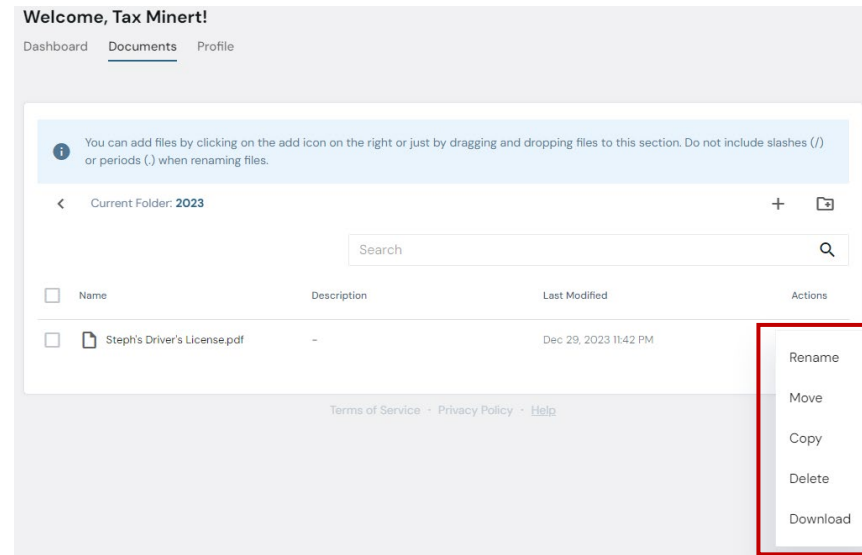 Welcome, Tax Minert!
Dashboard Documents Profile
You can add files by clicking on the add icon on the right or just by dragging and dropping files to this section. Do not include slashes (/)
or periods (.) when renaming files.
Current Folder: 2023
Search
Name Description Last Modified Actions
Steph's Driver's License.pdf - Dec 29, 2023 11:42 PM
Rename
Move
Copy
Delete
Download
Terms of Service · Privacy Policy · Help